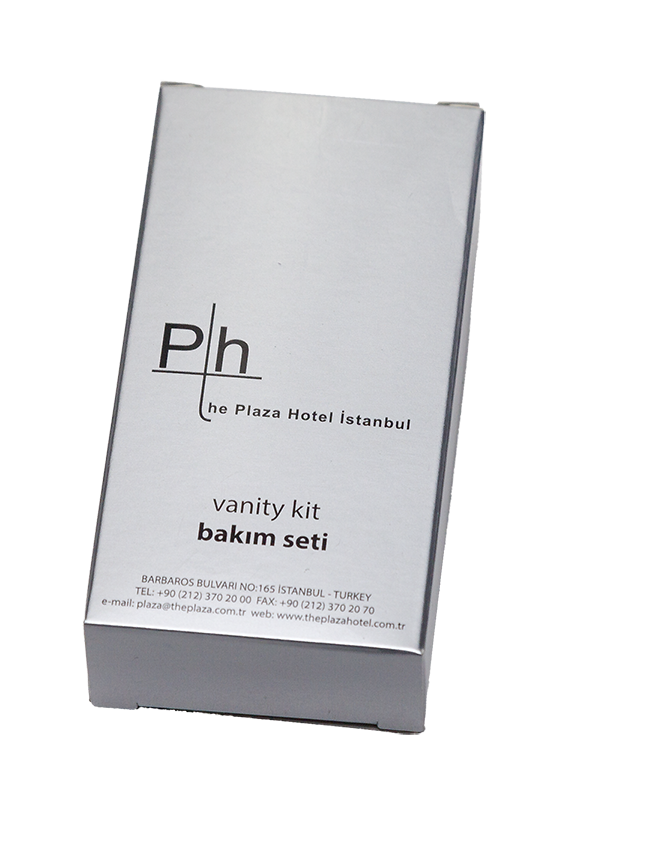 Ph
the Plaza Hotel İstanbul
vanity kit
bakım seti
BARBAROS BULVARI NO:165 İSTANBUL - TURKEY
TEL: +90 (212) 370 20 00 FAX: +90 (212) 370 20 70
e-mail: plaza@theplaza.com.tr web: www.theplazahotel.com.tr